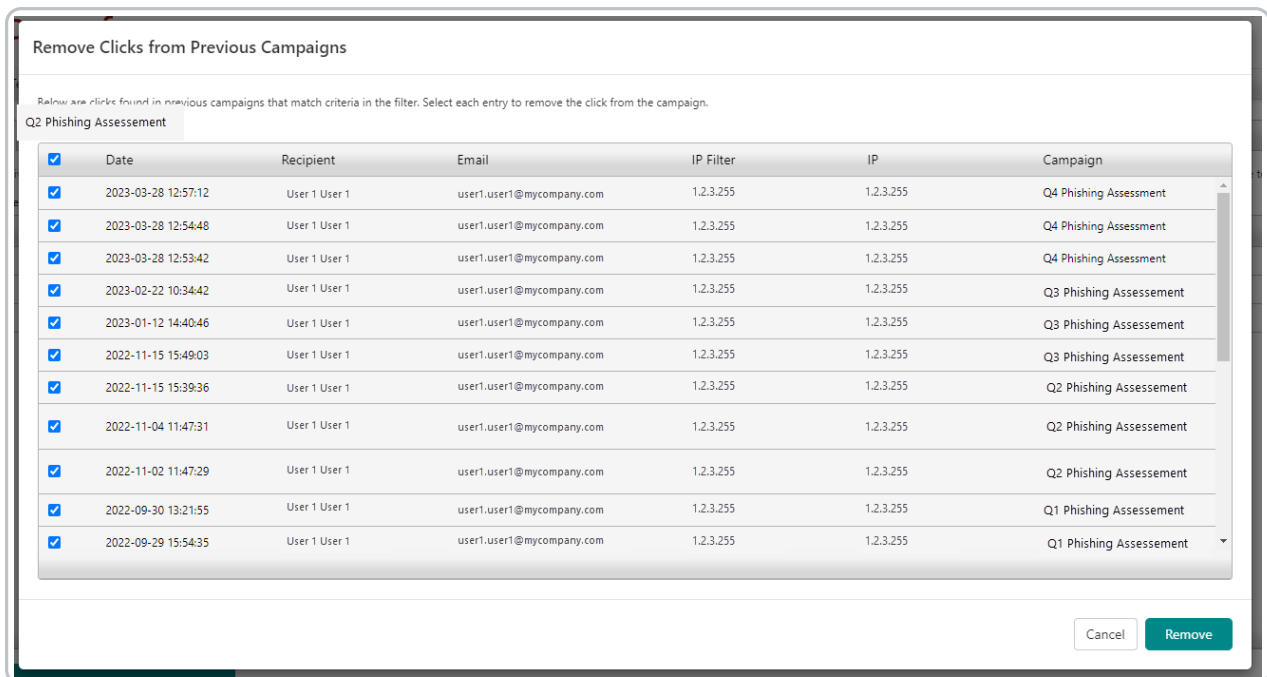 Remove Clicks from Previous Campaigns
Below are clicks found in previous campaigns that match criteria in the filter. Select each entry to remove the click from the campaign.
Q2 Phishing Assessement
Date Recipient Email IP Filter IP Campaign
2023-03-28 12:57:12 User 1 User 1 user1.user1@mycompany.com 1.2.3.255 1.2.3.255 Q4 Phishing Assessment
2023-03-28 12:54:48 User 1 User 1 user1.user1@mycompany.com 1.2.3.255 1.2.3.255 Q4 Phishing Assessment
2023-03-28 12:53:42 User 1 User 1 user1.user1@mycompany.com 1.2.3.255 1.2.3.255 Q4 Phishing Assessment
2023-02-22 10:34:42 User 1 User 1 user1.user1@mycompany.com 1.2.3.255 1.2.3.255 Q3 Phishing Assessement
2023-01-12 14:40:46 User 1 User 1 user1.user1@mycompany.com 1.2.3.255 1.2.3.255 Q3 Phishing Assessement
2022-11-15 15:49:03 User 1 User 1 user1.user1@mycompany.com 1.2.3.255 1.2.3.255 Q3 Phishing Assessement
2022-11-15 15:39:36 User 1 User 1 user1.user1@mycompany.com 1.2.3.255 1.2.3.255 Q2 Phishing Assessement
2022-11-04 11:47:31 User 1 User 1 user1.user1@mycompany.com 1.2.3.255 1.2.3.255 Q2 Phishing Assessement
2022-11-02 11:47:29 User 1 User 1 user1.user1@mycompany.com 1.2.3.255 1.2.3.255 Q2 Phishing Assessement
2022-09-30 13:21:55 User 1 User 1 user1.user1@mycompany.com 1.2.3.255 1.2.3.255 Q1 Phishing Assessement
2022-09-29 15:54:35 User 1 User 1 user1.user1@mycompany.com 1.2.3.255 1.2.3.255 Q1 Phishing Assessement
Cancel Remove